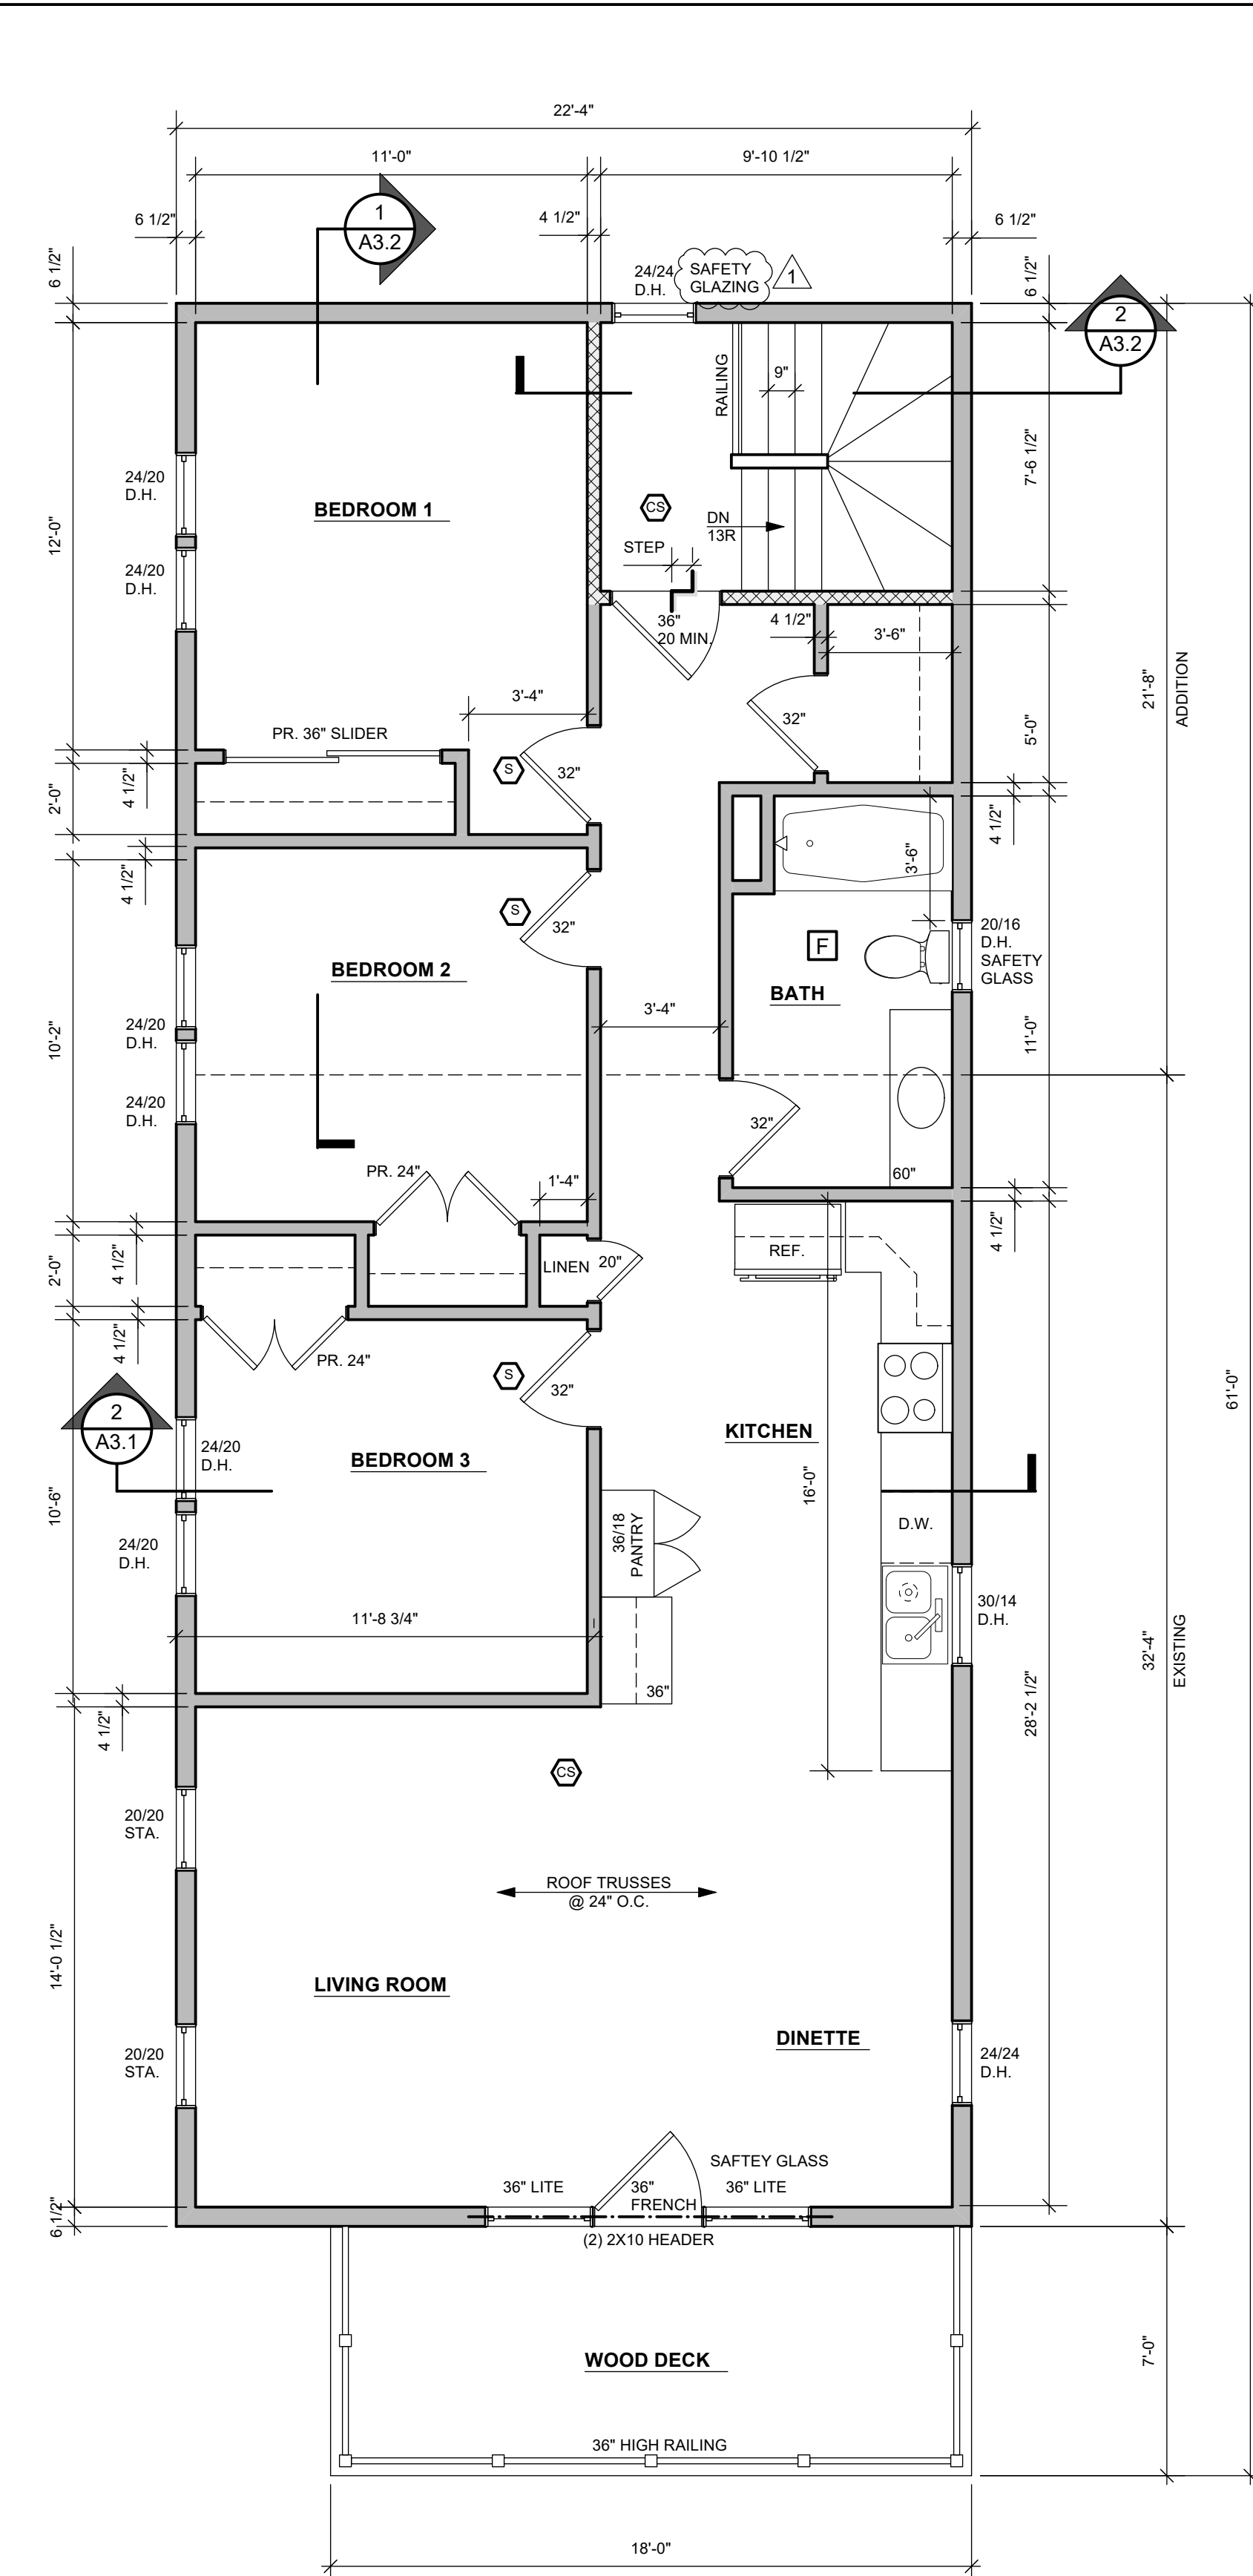 22'-4"
11'-0"
9'-10 1/2"
6 1/2"
4 1/2"
6 1/2"
1
A3.2
6 1/2"
24/24
D.H.
SAFETY
GLAZING
1
6 1/2"
2
A3.2
RAILING
9"
7'-6 1/2"
24/20
D.H.
BEDROOM 1
CS
DN
13R
STEP
12'-0"
24/20
D.H.
36"
20 MIN.
4 1/2"
3'-6"
21'-8"
ADDITION
3'-4"
PR. 36" SLIDER
32"
5'-0"
S
32"
4 1/2"
2'-0"
4 1/2"
3'-6"
4 1/2"
S
32"
20/16
D.H.
SAFETY
GLASS
F
BEDROOM 2
BATH
3'-4"
24/20
D.H.
10'-2"
11'-0"
24/20
D.H.
32"
PR. 24"
1'-4"
60"
4 1/2"
4 1/2"
2'-0"
LINEN
20"
REF.
4 1/2"
PR. 24"
S
32"
61'-0"
2
A3.1
24/20
D.H.
BEDROOM 3
KITCHEN
16'-0"
10'-6"
24/20
D.H.
36/18
PANTRY
D.W.
30/14
D.H.
11'-8 3/4"
32'-4"
EXISTING
36"
28'-2 1/2"
4 1/2"
CS
20/20
STA.
ROOF TRUSSES
@ 24" O.C.
14'-0 1/2"
LIVING ROOM
DINETTE
20/20
STA.
24/24
D.H.
SAFTEY GLASS
36" LITE
36"
FRENCH
36" LITE
6 1/2"
(2) 2X10 HEADER
WOOD DECK
7'-0"
36" HIGH RAILING
18'-0"